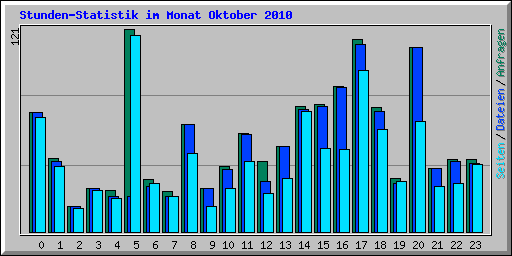 Stunden-Statistik im Monat Oktober 2010
121
Seiten/Dateien/Anfragen
0 1 2 3 4 5 6 7 8 9 10 11 12 13 14 15 16 17 18 19 20 21 22 23